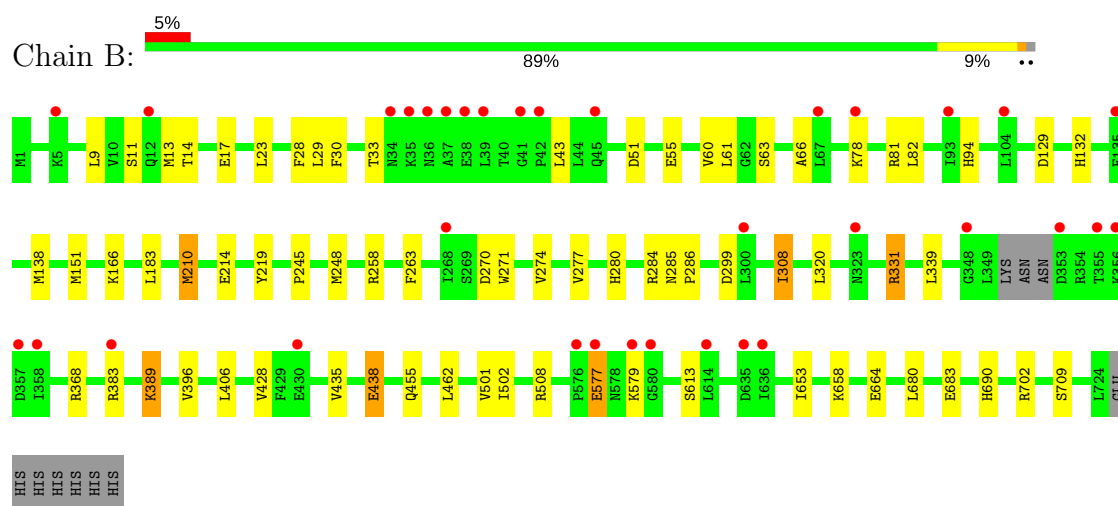 5%
Chain B:
89% 9% ••
M1 K5 L9 V10 S11 Q12 M13 T14 E17 L23 F28 L29 F30 T33 N34 K35 N36 A37 E38 L39 T40 G41 P42 L43 L44 Q45 D51 E55 V60 L61 G62 S63 A66 L67 K78 R81 L82 I93 H94 L104 D129 H132 E135
M138 M151 K166 L183 M210 E214 Y219 P245 M248 R258 F263 I268 S269 D270 W271 V274 V277 H280 R284 N285 P286 D299 L300 I308 L320 N323 R331 L339 G348 L349 LYS ASN ASN D353 R354 T355 K356
D357 I358 R368 R383 K389 V396 L406 V428 F429 E430 V435 E438 Q455 L462 V501 I502 R508 P576 E577 N578 K579 G580 S613 L614 D635 I636 I653 K658 E664 L680 E683 H690 R702 S709 L724 GLU
HIS HIS HIS HIS HIS HIS